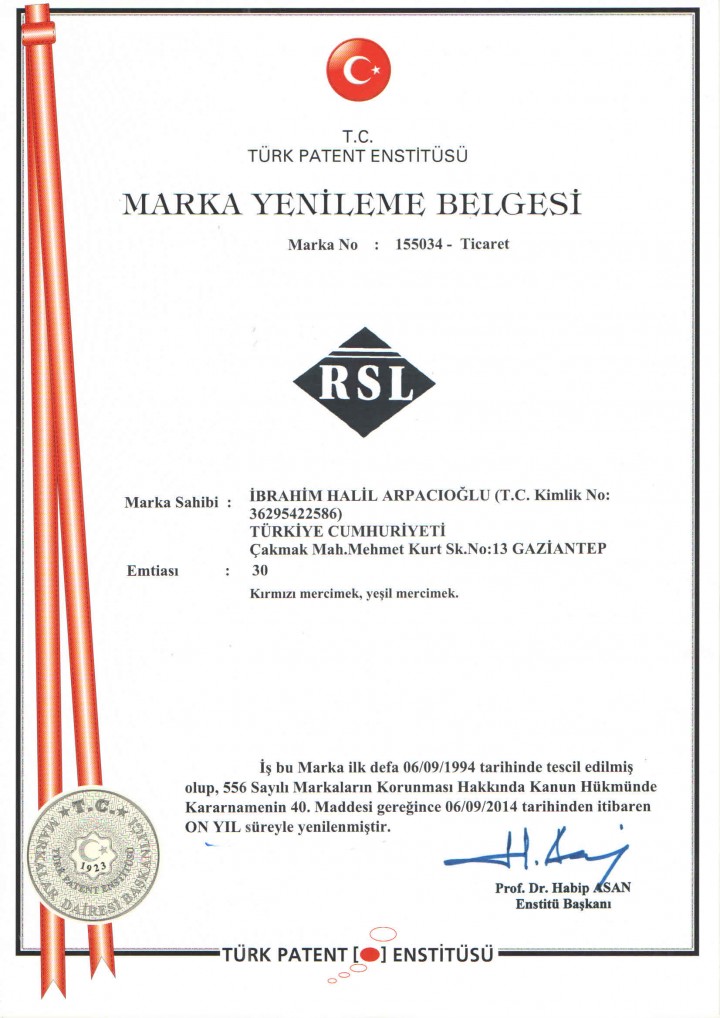 T.C.
TÜRK PATENT ENSTİTÜSÜ
MARKA YENİLEME BELGESİ
Marka No : 155034 - Ticaret
RSL
Marka Sahibi : İBRAHİM HALİL ARPACIOĞLU (T.C. Kimlik No:
36295422586)
TÜRKİYE CUMHURİYETİ
Çakmak Mah.Mehmet Kurt Sk.No:13 GAZİANTEP
Emtiası : 30
Kırmızı mercimek, yeşil mercimek.
İş bu Marka ilk defa 06/09/1994 tarihinde tescil edilmiş
olup, 556 Sayılı Markaların Korunması Hakkında Kanun Hükmünde
Kararnamenin 40. Maddesi gereğince 06/09/2014 tarihinden itibaren
ON YIL süreyle yenilenmiştir.
Prof. Dr. Habip ASAN
Enstitü Başkanı
T.C.
MARKALAR DAİRESİ BAŞKANLIĞI
TÜRK PATENT ENSTİTÜSÜ
1923
TÜRK PATENT [ ] ENSTİTÜSÜ